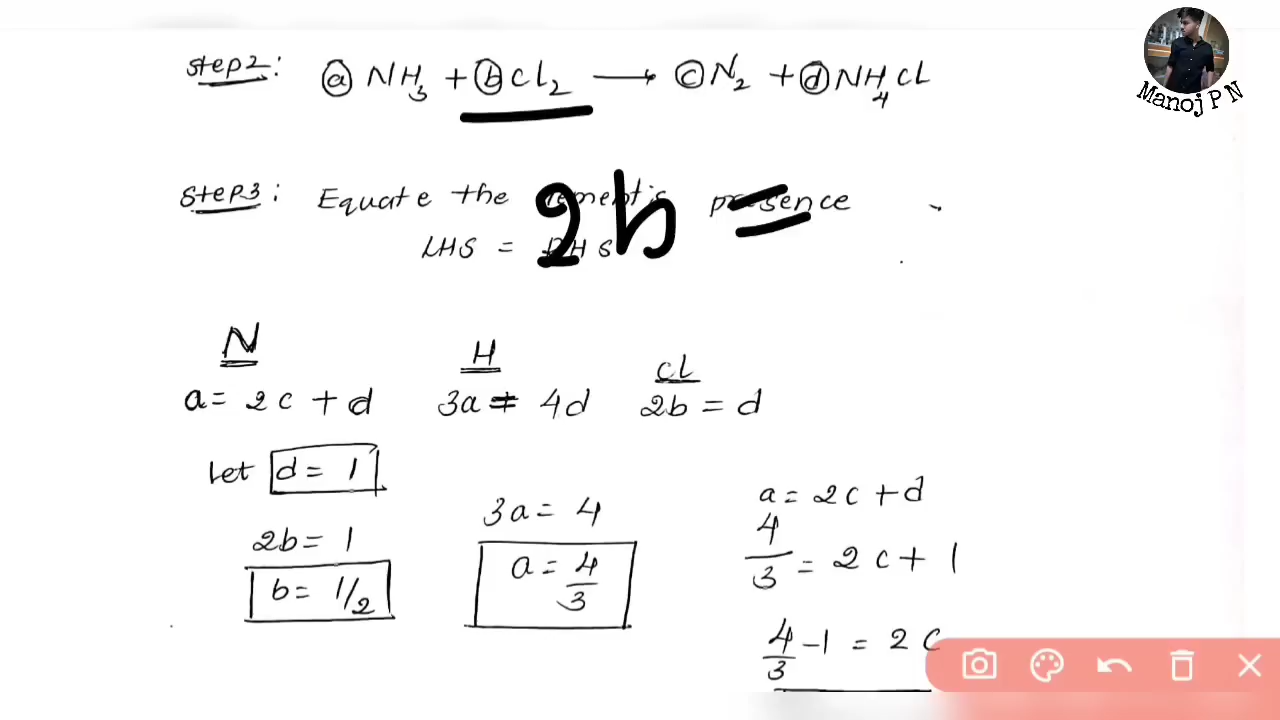 Manoj P N
Step 2: a NH3 + b CL2 → c N2 + d NH4CL
Step 3: Equate the element's presence
LHS = RHS
2b =
N
a = 2c + d
H
3a = 4d
CL
2b = d
Let d = 1
2b = 1
b = 1/2
3a = 4
a = 4/3
a = 2c + d
4/3 = 2c + 1
4/3 - 1 = 2c